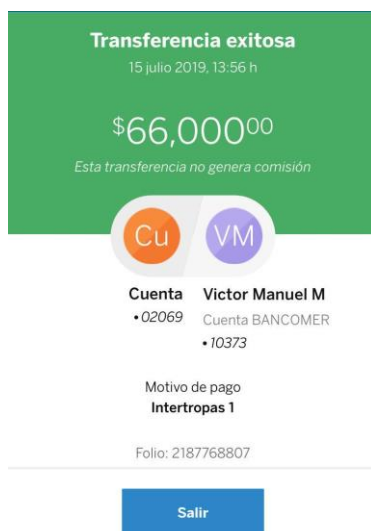 Transferencia exitosa
15 julio 2019, 13:56 h
$66,000⁰⁰
Esta transferencia no genera comisión
Cu
VM
Cuenta
•02069
Victor Manuel M
Cuenta BANCOMER
•10373
Motivo de pago
Intertropas 1
Folio: 2187768807
Salir